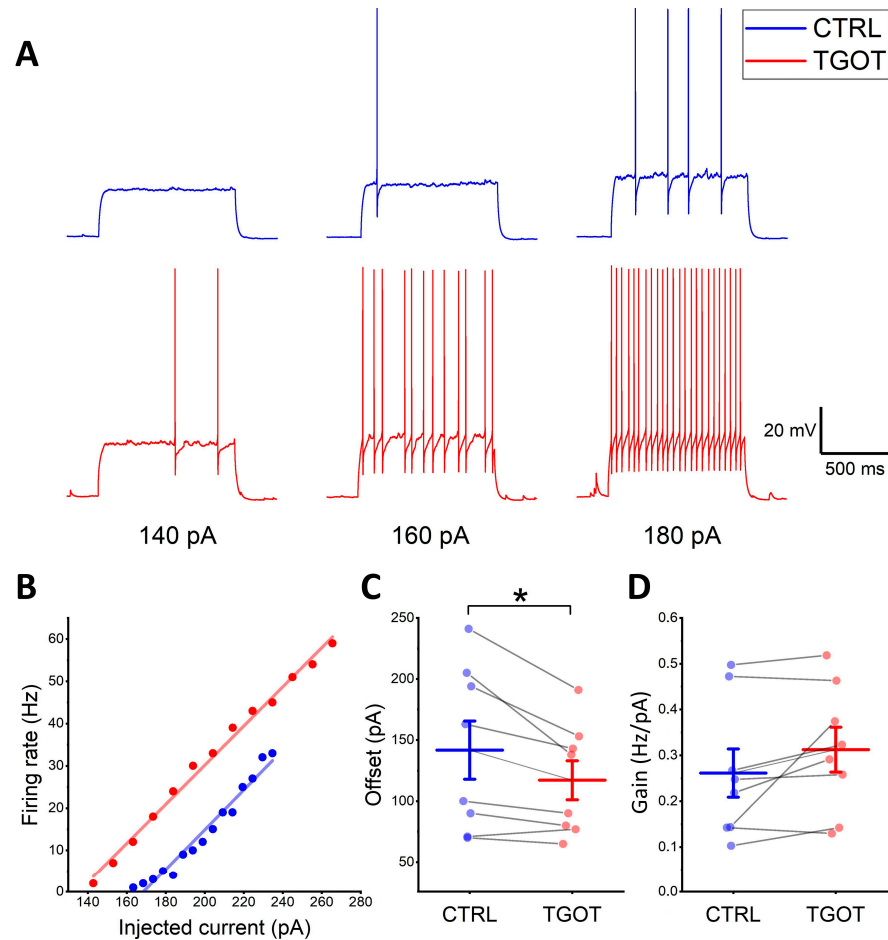 A
CTRL
TGOT
20 mV
500 ms
140 pA
160 pA
180 pA
B
Firing rate (Hz)
60
50
40
30
20
10
0
140 160 180 200 220 240 260 280
Injected current (pA)
C
*
Offset (pA)
250
200
150
100
50
CTRL TGOT
D
Gain (Hz/pA)
0.6
0.5
0.4
0.3
0.2
0.1
0.0
CTRL TGOT